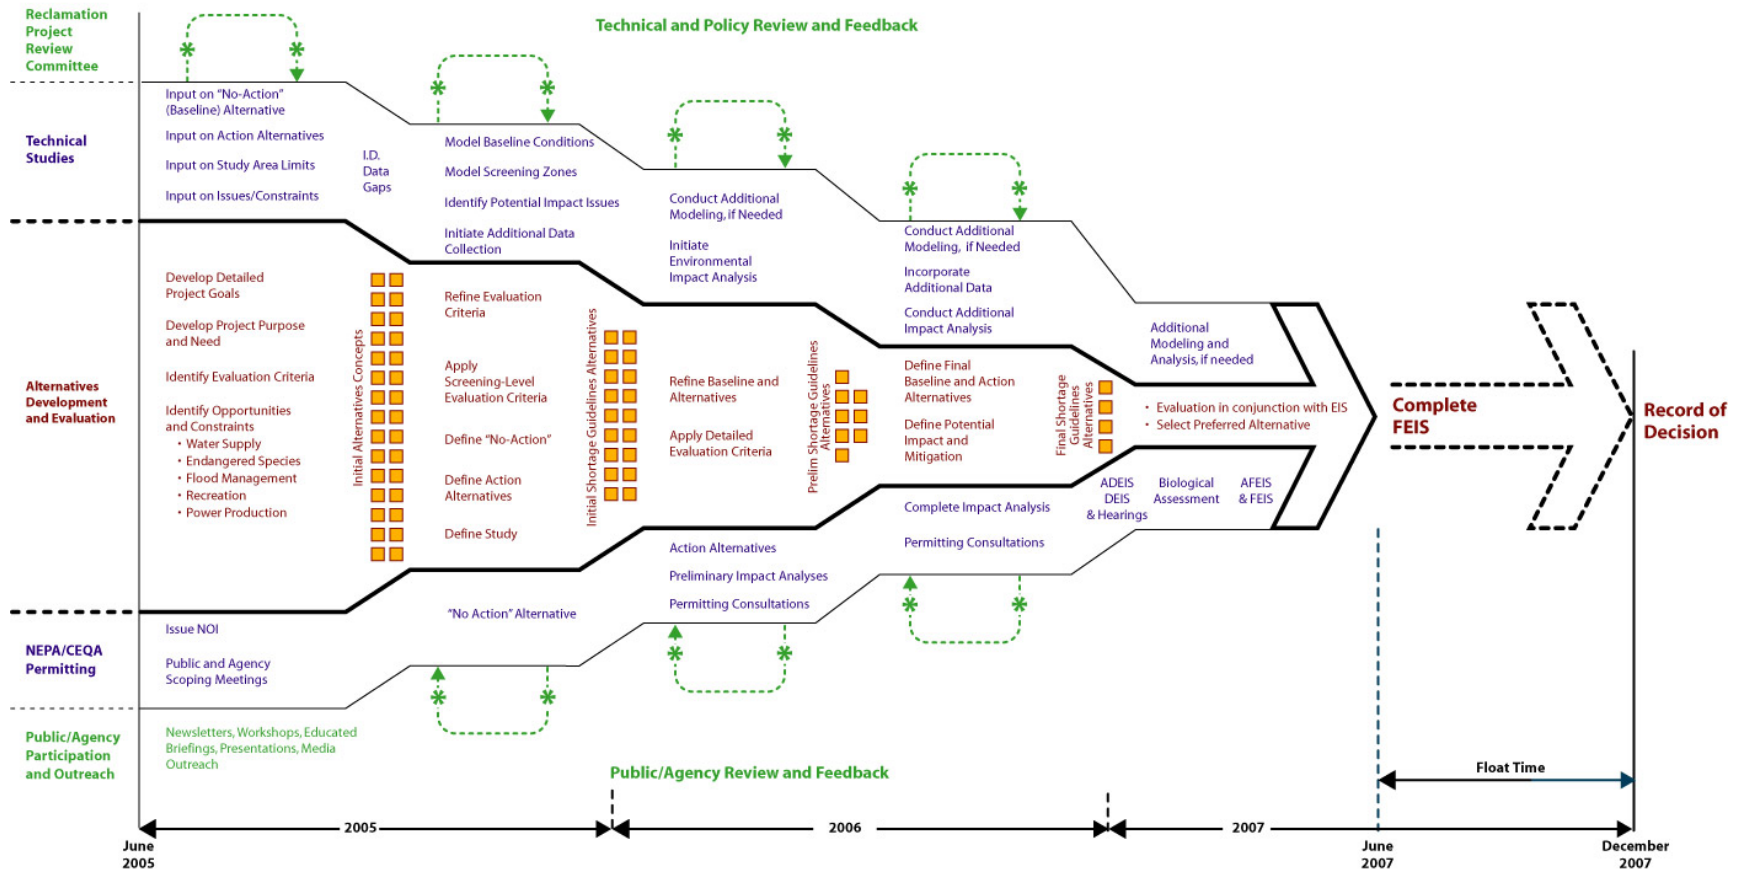 Reclamation
Project
Review
Committee
Technical and Policy Review and Feedback
Technical
Studies
Input on “No-Action”
(Baseline) Alternative
Input on Action Alternatives
Input on Study Area Limits
Input on Issues/Constraints
I.D.
Data
Gaps
Model Baseline Conditions
Model Screening Zones
Identify Potential Impact Issues
Initiate Additional Data
Collection
Conduct Additional
Modeling, if Needed
Initiate
Environmental
Impact Analysis
Conduct Additional
Modeling, if Needed
Incorporate
Additional Data
Conduct Additional
Impact Analysis
Additional
Modeling and
Analysis, if needed
Alternatives
Development
and Evaluation
Develop Detailed
Project Goals
Develop Project Purpose
and Need
Identify Evaluation Criteria
Identify Opportunities
and Constraints
• Water Supply
• Endangered Species
• Flood Management
• Recreation
• Power Production
Initial Alternatives Concepts
Refine Evaluation
Criteria
Apply
Screening-Level
Evaluation Criteria
Define “No-Action”
Define Action
Alternatives
Define Study
Initial Shortage Guidelines Alternatives
Refine Baseline and
Alternatives
Apply Detailed
Evaluation Criteria
Prelim Shortage Guidelines
Alternatives
Define Final
Baseline and Action
Alternatives
Define Potential
Impact and
Mitigation
Final Shortage
Guidelines
Alternatives
• Evaluation in conjunction with EIS
• Select Preferred Alternative
Complete
FEIS
Record of
Decision
NEPA/CEQA
Permitting
Issue NOI
Public and Agency
Scoping Meetings
“No Action” Alternative
Action Alternatives
Preliminary Impact Analyses
Permitting Consultations
Complete Impact Analysis
Permitting Consultations
ADEIS
DEIS
& Hearings
Biological
Assessment
AFEIS
& FEIS
Public/Agency
Participation
and Outreach
Newsletters, Workshops, Educated
Briefings, Presentations, Media
Outreach
Public/Agency Review and Feedback
Float Time
2005
2006
2007
June
2005
June
2007
December
2007